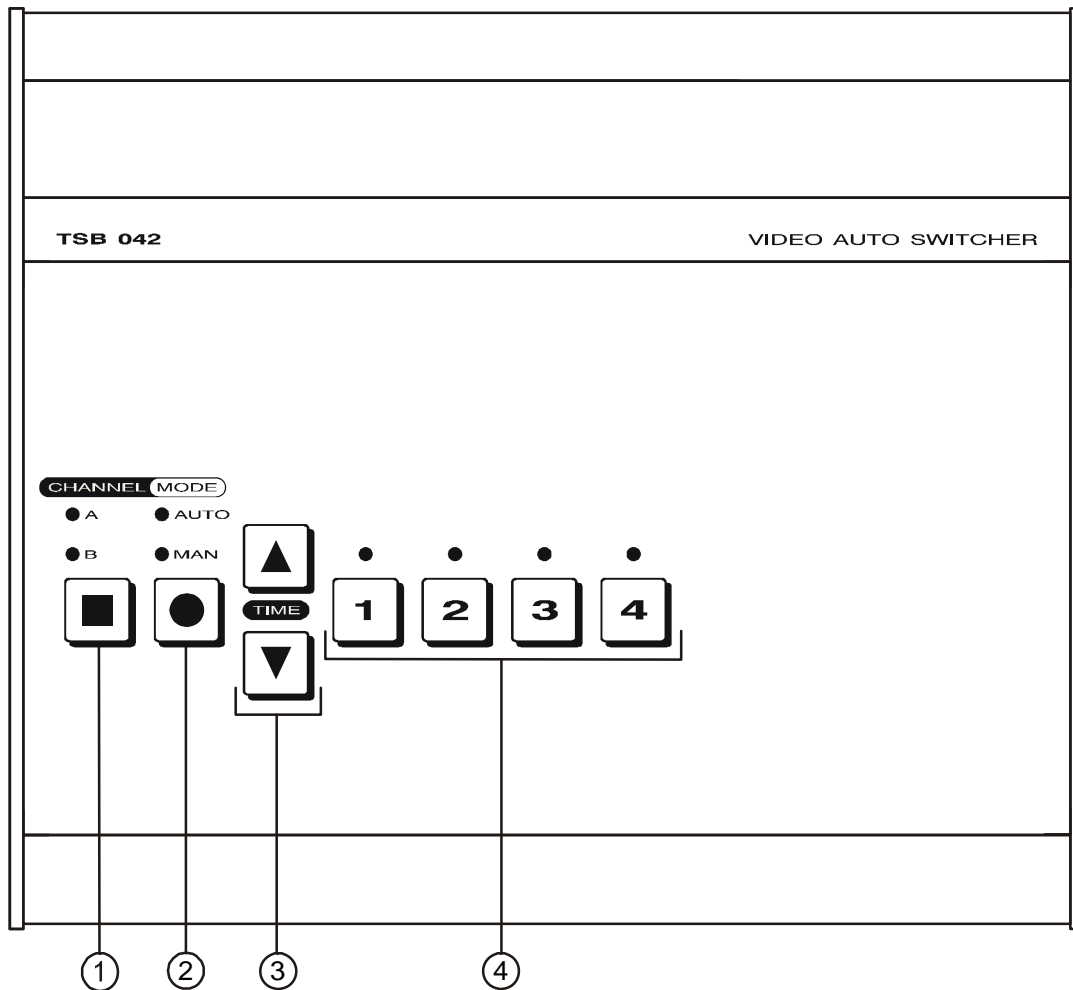 TSB 042 VIDEO AUTO SWITCHER
CHANNEL MODE
A AUTO
B MAN
TIME
1 2 3 4
1 2 3 4